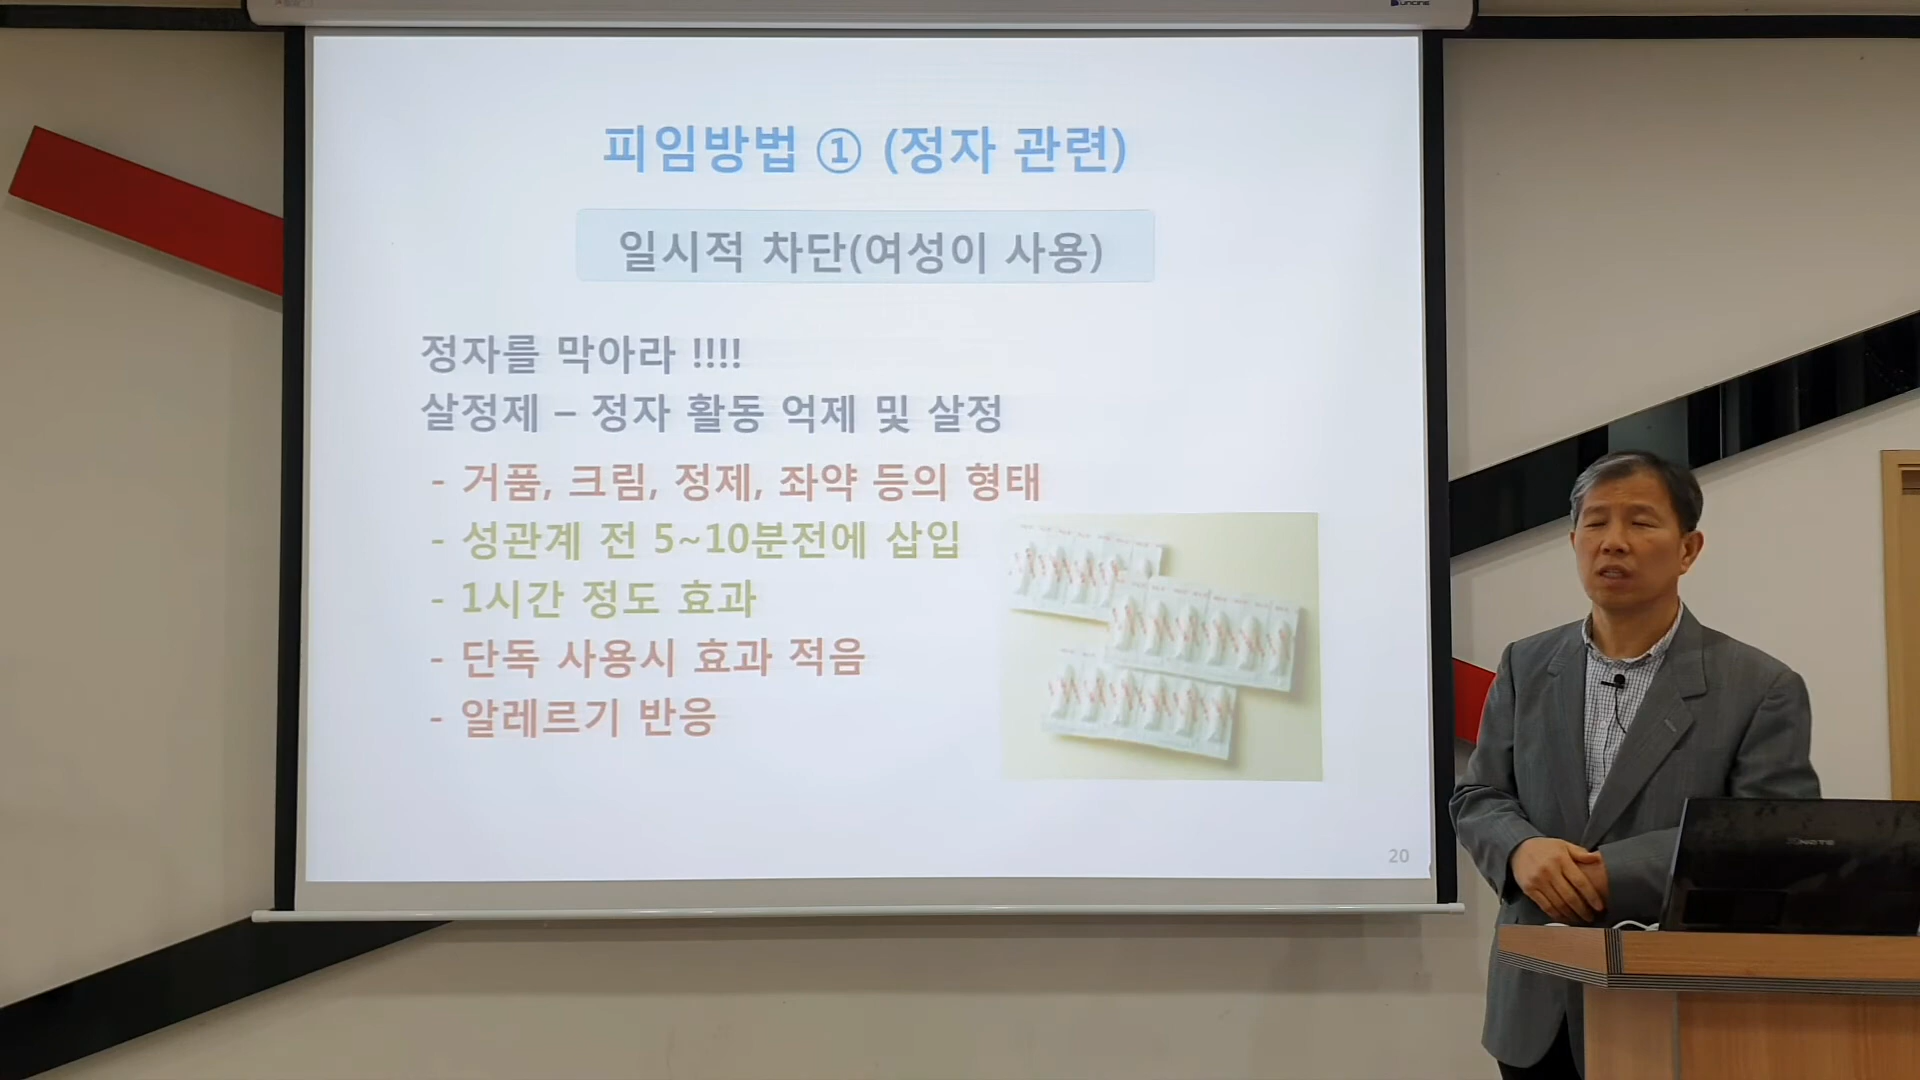 피임방법 ① (정자 관련)
일시적 차단(여성이 사용)
정자를 막아라 !!!!
살정제 – 정자 활동 억제 및 살정
- 거품, 크림, 정제, 좌약 등의 형태
- 성관계 전 5~10분전에 삽입
- 1시간 정도 효과
- 단독 사용시 효과 적음
- 알레르기 반응
20